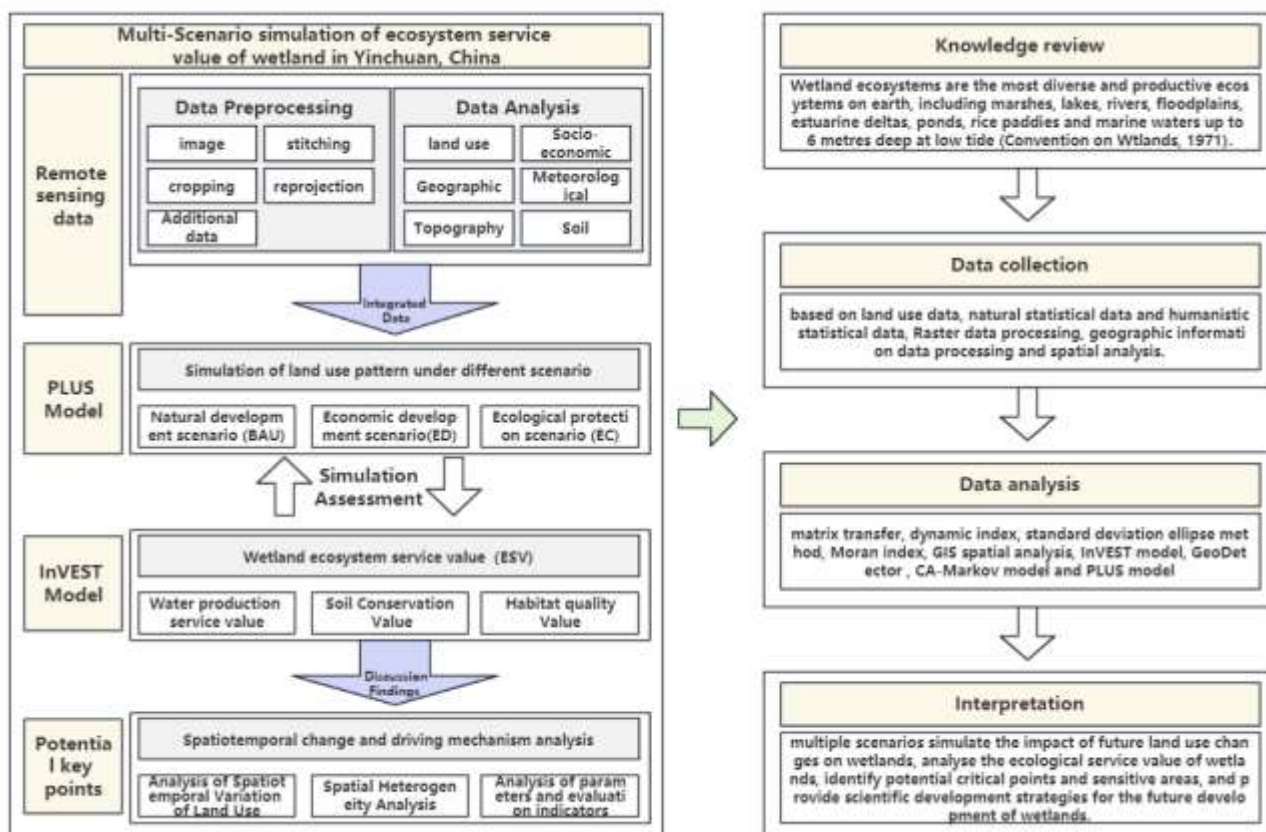 Multi-Scenario simulation of ecosystem service
value of wetland in Yinchuan, China
Remote
sensing
data
Data Preprocessing
image
stitching
cropping
reprojection
Additional
data
Data Analysis
land use
Socio-
economic
Geographic
Meteorolog
ical
Topography
Soil
Integrated
Data
PLUS
Model
Simulation of land use pattern under different scenario
Natural developm
ent scenario (BAU)
Economic develop
ment scenario(ED)
Ecological protecti
on scenario (EC)
Simulation
Assessment
InVEST
Model
Wetland ecosystem service value (ESV)
Water production
service value
Soil Conservation
Value
Habitat quality
Value
Discussion
Findings
Potentia
l key
points
Spatiotemporal change and driving mechanism analysis
Analysis of Spatiot
emporal Variation
of Land Use
Spatial Heterogen
eity Analysis
Analysis of param
eters and evaluati
on indicators
Knowledge review
Wetland ecosystems are the most diverse and productive ecos
ystems on earth, including marshes, lakes, rivers, floodplains,
estuarine deltas, ponds, rice paddies and marine waters up to
6 metres deep at low tide (Convention on Wtlands, 1971).
Data collection
based on land use data, natural statistical data and humanistic
statistical data, Raster data processing, geographic informati
on data processing and spatial analysis.
Data analysis
matrix transfer, dynamic index, standard deviation ellipse met
hod, Moran index, GIS spatial analysis, InVEST model, GeoDet
ector , CA-Markov model and PLUS model
Interpretation
multiple scenarios simulate the impact of future land use chan
ges on wetlands, analyse the ecological service value of wetla
nds, identify potential critical points and sensitive areas, and p
rovide scientific development strategies for the future develo
pment of wetlands.